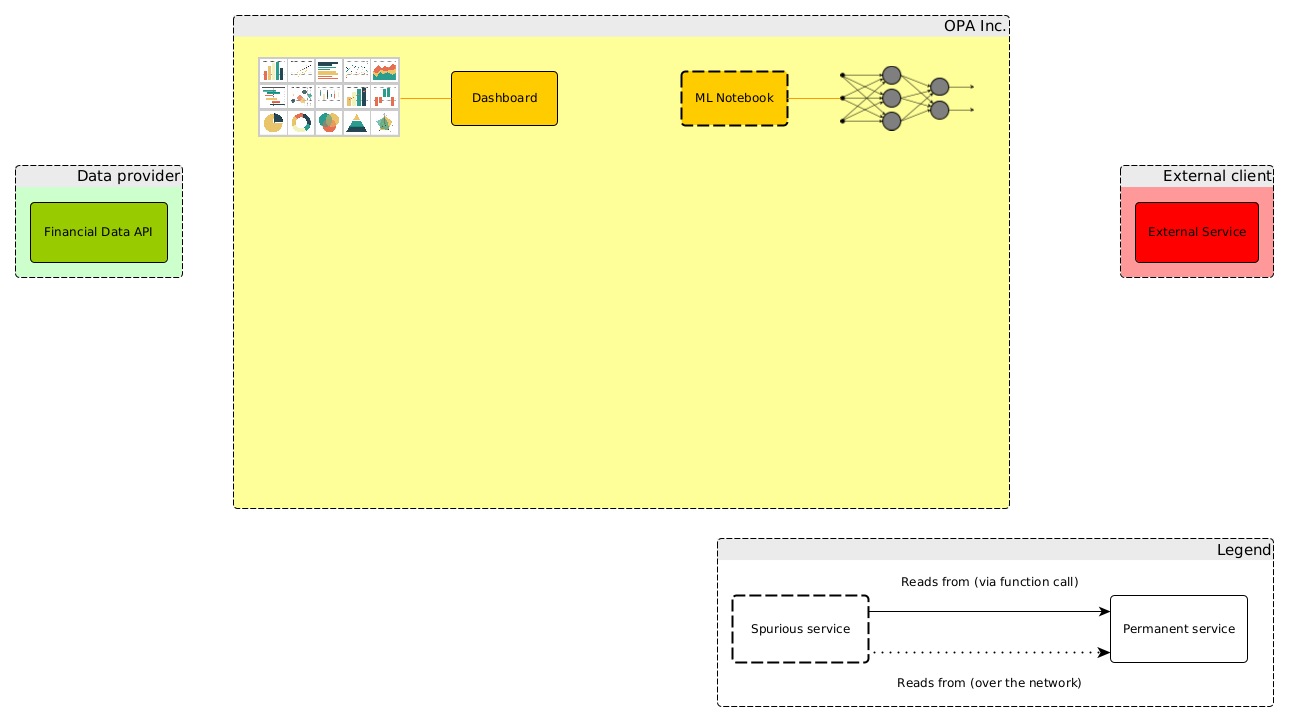 OPA Inc.
Dashboard
ML Notebook
Data provider
Financial Data API
External client
External Service
Legend
Reads from (via function call)
Spurious service
Permanent service
Reads from (over the network)